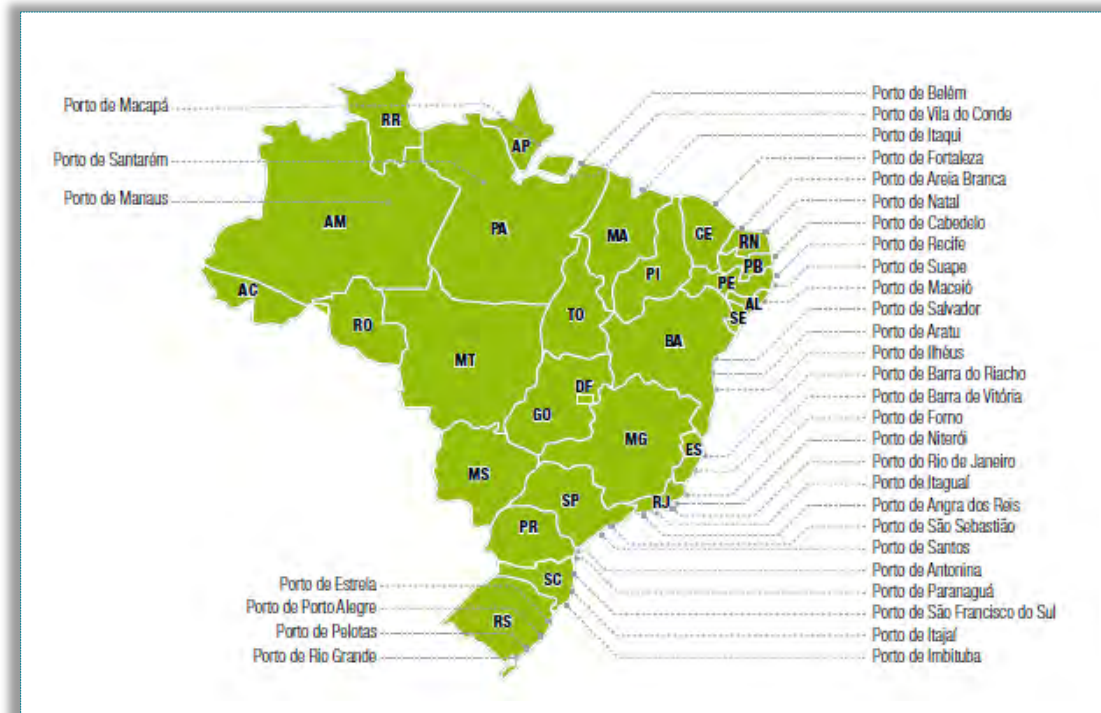 Porto de Macapá
Porto de Santarém
Porto de Manaus
Porto de Belém
Porto de Vila do Conde
Porto de Itaqui
Porto de Fortaleza
Porto de Areia Branca
Porto de Natal
Porto de Cabedelo
Porto de Recife
Porto de Suape
Porto de Maceió
Porto de Salvador
Porto de Aratu
Porto de Ilhéus
Porto de Barra do Riacho
Porto de Barra de Vitória
Porto de Forno
Porto de Niterói
Porto do Rio de Janeiro
Porto de Itaguaí
Porto de Angra dos Reis
Porto de São Sebastião
Porto de Santos
Porto de Antonina
Porto de Paranaguá
Porto de São Francisco do Sul
Porto de Itajaí
Porto de Imbituba
Porto de Estrela
Porto de Porto Alegre
Porto de Pelotas
Porto de Rio Grande
RR
AP
AM
PA
MA
CE
RN
PB
PI
PE
AL
SE
AC
RO
TO
BA
MT
DF
GO
MG
ES
MS
SP
RJ
PR
SC
RS